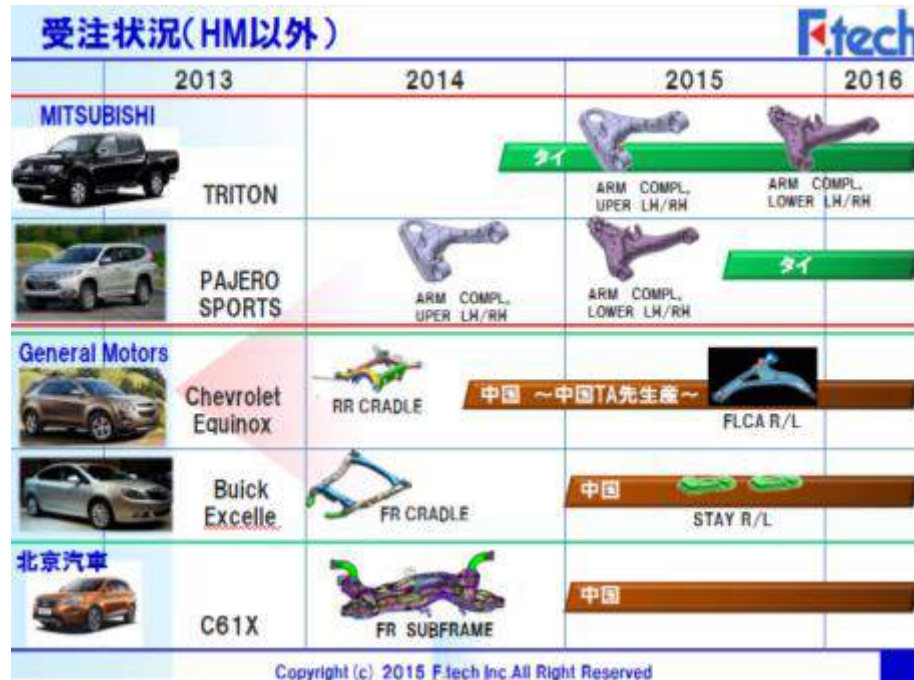 受注状況(HM以外)
F.tech
2013 2014 2015 2016
MITSUBISHI
TRITON
タイ
ARM COMPL,
UPER LH/RH
ARM COMPL,
LOWER LH/RH
PAJERO
SPORTS
ARM COMPL,
UPER LH/RH
ARM COMPL,
LOWER LH/RH
タイ
General Motors
Chevrolet
Equinox
RR CRADLE
中国 ～中国TA先生産～
FLCA R/L
Buick
Excelle
FR CRADLE
中国
STAY R/L
北京汽車
C61X
FR SUBFRAME
中国
Copyright (c) 2015 F.tech Inc.All Right Reserved